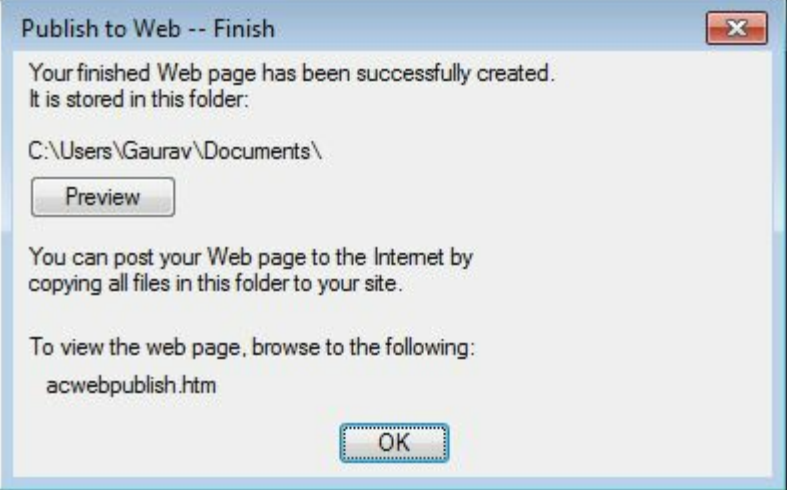 Publish to Web -- Finish
Your finished Web page has been successfully created.
It is stored in this folder:
C:\Users\Gaurav\Documents\
Preview
You can post your Web page to the Internet by
copying all files in this folder to your site.
To view the web page, browse to the following:
acwebpublish.htm
OK